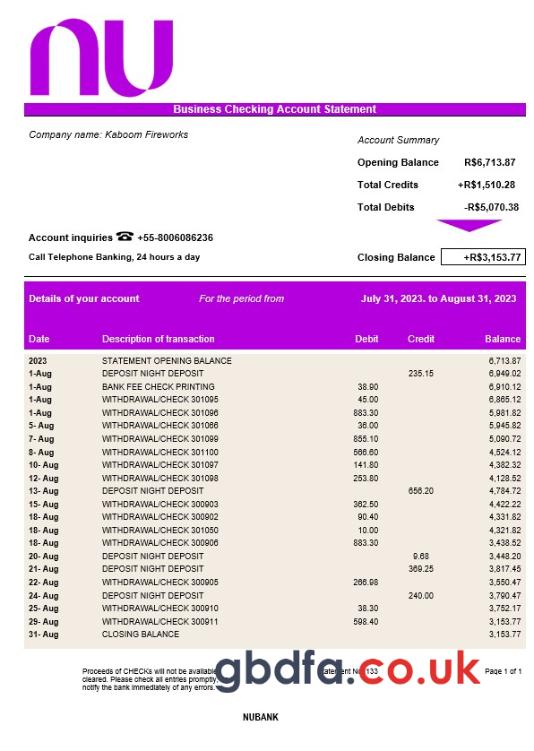 nu
Business Checking Account Statement
Company name: Kaboom Fireworks
Account Summary
Opening Balance R$6,713.87
Total Credits +R$1,510.28
Total Debits -R$5,070.38
Account inquiries ☎ +55-8006086236
Call Telephone Banking, 24 hours a day
Closing Balance +R$3,153.77
Details of your account For the period from July 31, 2023. to August 31, 2023
Date Description of transaction Debit Credit Balance
2023 STATEMENT OPENING BALANCE 6,713.87
1-Aug DEPOSIT NIGHT DEPOSIT 235.15 6,949.02
1-Aug BANK FEE CHECK PRINTING 38.90 6,910.12
1-Aug WITHDRAWAL/CHECK 301095 45.00 6,865.12
1-Aug WITHDRAWAL/CHECK 301096 883.30 5,981.82
5- Aug WITHDRAWAL/CHECK 301066 36.00 5,945.82
7- Aug WITHDRAWAL/CHECK 301099 855.10 5,090.72
8- Aug WITHDRAWAL/CHECK 301100 566.60 4,524.12
10- Aug WITHDRAWAL/CHECK 301097 141.80 4,382.32
12- Aug WITHDRAWAL/CHECK 301098 253.80 4,128.52
13- Aug DEPOSIT NIGHT DEPOSIT 656.20 4,784.72
15- Aug WITHDRAWAL/CHECK 300903 362.50 4,422.22
18- Aug WITHDRAWAL/CHECK 300902 90.40 4,331.82
18- Aug WITHDRAWAL/CHECK 301050 10.00 4,321.82
18- Aug WITHDRAWAL/CHECK 300906 883.30 3,438.52
20- Aug DEPOSIT NIGHT DEPOSIT 9.68 3,448.20
21- Aug DEPOSIT NIGHT DEPOSIT 369.25 3,817.45
22- Aug WITHDRAWAL/CHECK 300905 266.98 3,550.47
24- Aug DEPOSIT NIGHT DEPOSIT 240.00 3,790.47
25- Aug WITHDRAWAL/CHECK 300910 38.30 3,752.17
29- Aug WITHDRAWAL/CHECK 300911 598.40 3,153.77
31- Aug CLOSING BALANCE 3,153.77
Proceeds of CHECKs will not be available
cleared. Please check all entries promptly,
notify the bank immediately of any errors.
133
Page 1 of 1
gbdfa.co.uk
NUBANK